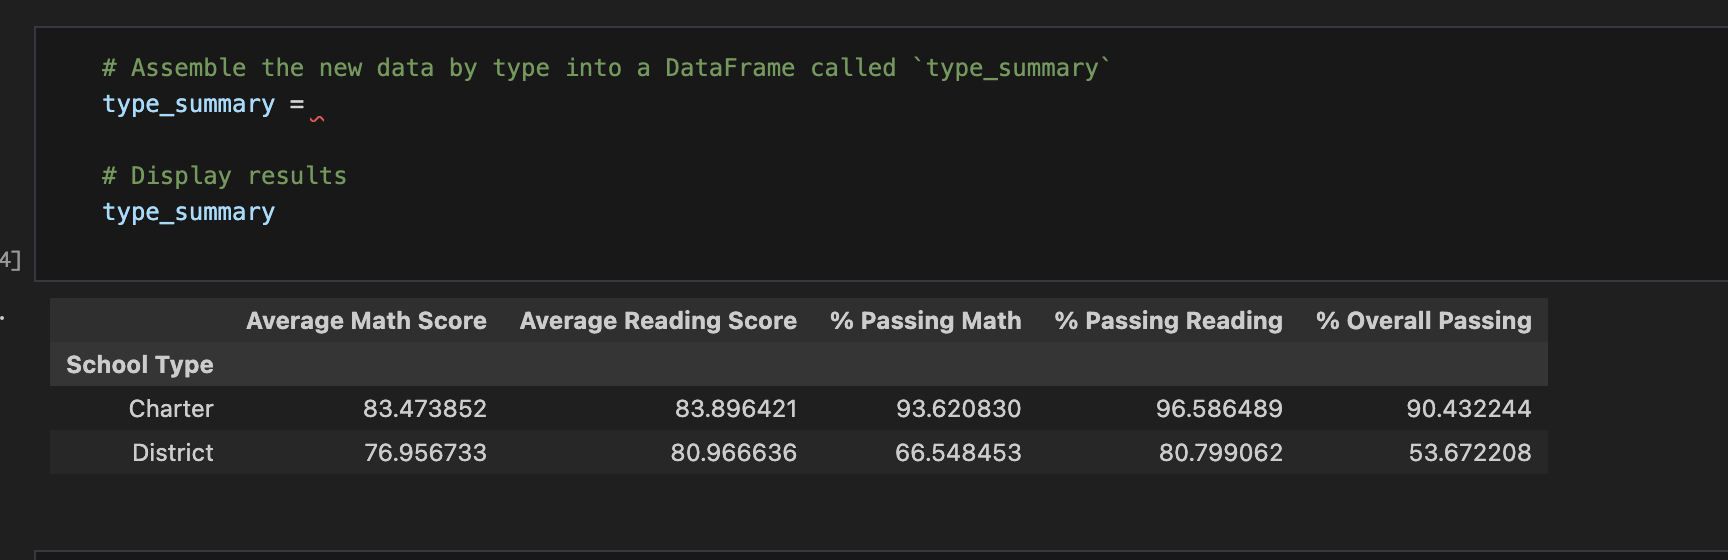 # Assemble the new data by type into a DataFrame called `type_summary`
type_summary =
# Display results
type_summary
4]
Average Math Score Average Reading Score % Passing Math % Passing Reading % Overall Passing
School Type
Charter 83.473852 83.896421 93.620830 96.586489 90.432244
District 76.956733 80.966636 66.548453 80.799062 53.672208